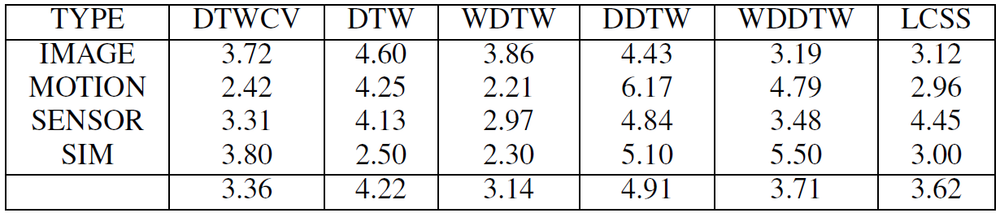 TYPE DTWCV DTW WDTW DDTW WDDTW LCSS
IMAGE 3.72 4.60 3.86 4.43 3.19 3.12
MOTION 2.42 4.25 2.21 6.17 4.79 2.96
SENSOR 3.31 4.13 2.97 4.84 3.48 4.45
SIM 3.80 2.50 2.30 5.10 5.50 3.00
3.36 4.22 3.14 4.91 3.71 3.62